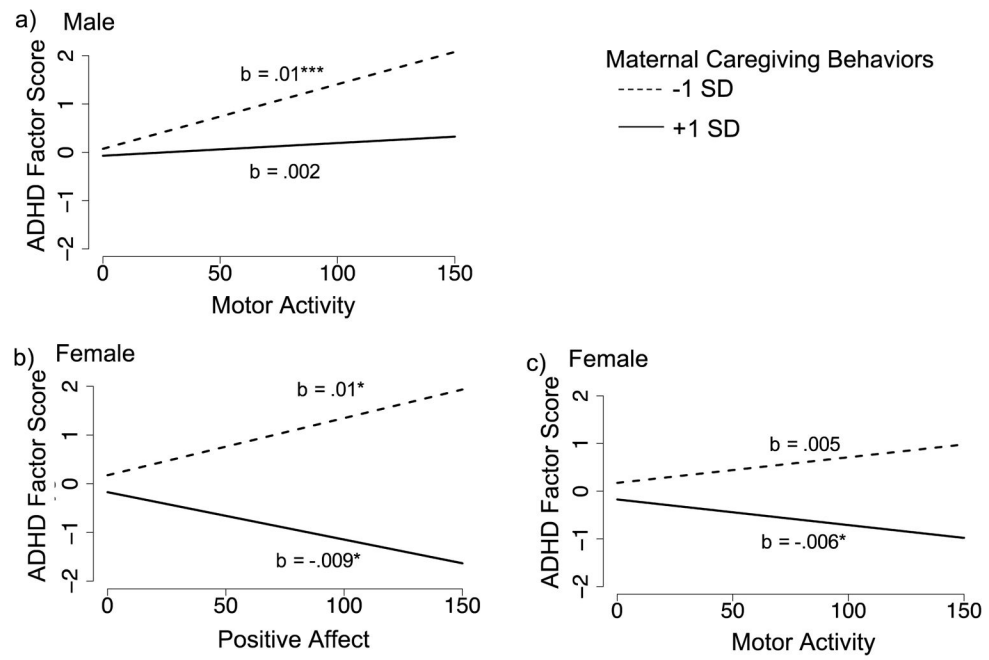 a) Male
ADHD Factor Score
2
1
0
−1
−2
b = .01***
b = .002
0 50 100 150
Motor Activity
Maternal Caregiving Behaviors
-1 SD
+1 SD
b) Female
ADHD Factor Score
2
1
0
−1
−2
b = .01*
b = -.009*
0 50 100 150
Positive Affect
c) Female
ADHD Factor Score
2
1
0
−1
−2
b = .005
b = -.006*
0 50 100 150
Motor Activity